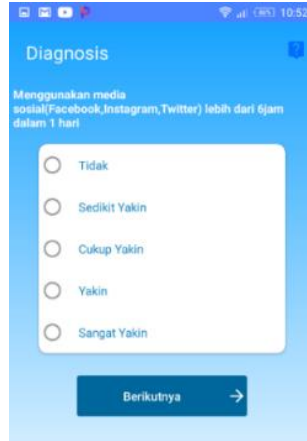 10:52
Diagnosis
?
Menggunakan media
sosial(Facebook,Instagram,Twitter) lebih dari 6jam
dalam 1 hari
Tidak
Sedikit Yakin
Cukup Yakin
Yakin
Sangat Yakin
Berikutnya